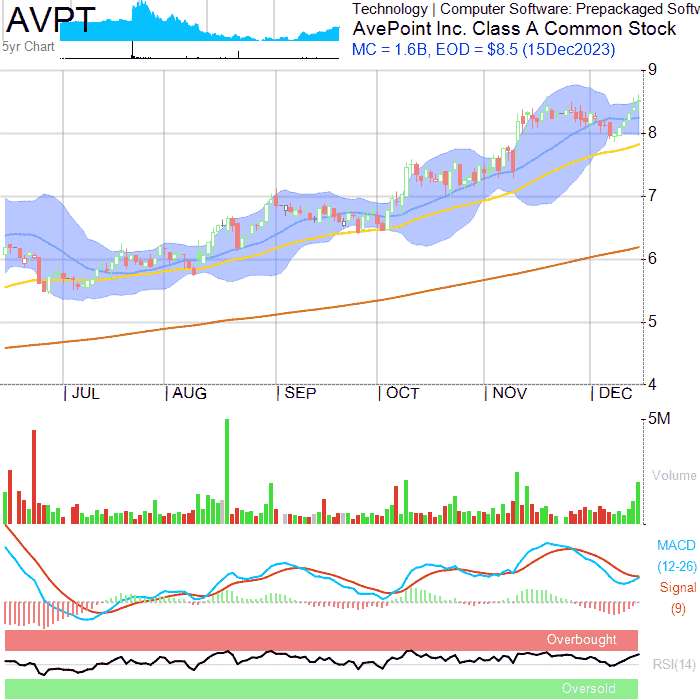 AVPT
5yr Chart
Technology | Computer Software: Prepackaged Softw
AvePoint Inc. Class A Common Stock
MC = 1.6B, EOD = $8.5 (15Dec2023)
9
8
7
6
5
4
JUL
AUG
SEP
OCT
NOV
DEC
5M
Volume
MACD
(12-26)
Signal
(9)
Overbought
RSI(14)
Oversold